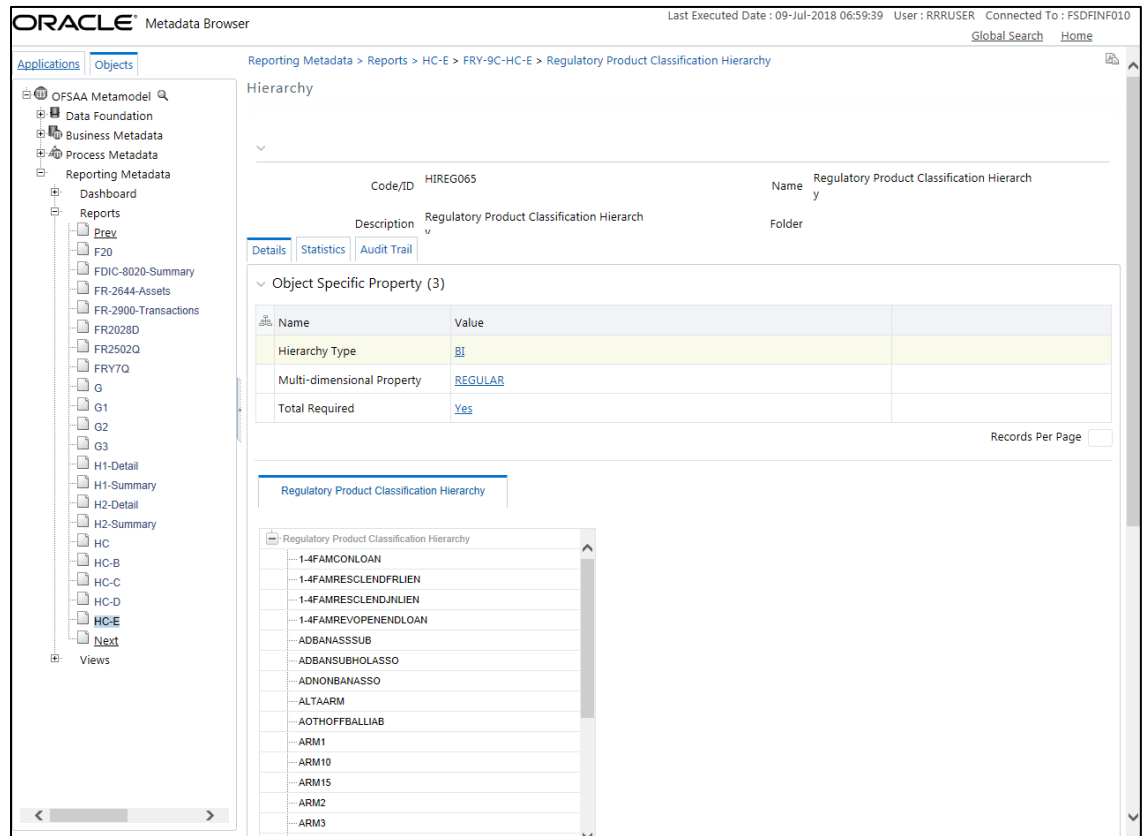 ORACLE® Metadata Browser
Last Executed Date : 09-Jul-2018 06:59:39 User : RRRUSER Connected To : FSDFINF010
Global Search Home
Applications Objects
OFSAA Metamodel
Data Foundation
Business Metadata
Process Metadata
Reporting Metadata
Dashboard
Reports
Prev
F20
FDIC-8020-Summary
FR-2644-Assets
FR-2900-Transactions
FR2028D
FR2502Q
FRY7Q
G
G1
G2
G3
H1-Detail
H1-Summary
H2-Detail
H2-Summary
HC
HC-B
HC-C
HC-D
HC-E
Next
Views
Reporting Metadata > Reports > HC-E > FRY-9C-HC-E > Regulatory Product Classification Hierarchy
Hierarchy
Code/ID HIREG065
Name Regulatory Product Classification Hierarch
y
Description Regulatory Product Classification Hierarch
y
Folder
Details Statistics Audit Trail
Object Specific Property (3)
Name Value
Hierarchy Type BI
Multi-dimensional Property REGULAR
Total Required Yes
Records Per Page
Regulatory Product Classification Hierarchy
Regulatory Product Classification Hierarchy
1-4FAMCONLOAN
1-4FAMRESCLENDFRLIEN
1-4FAMRESCLENDJNLIEN
1-4FAMREVOPENENDLOAN
ADBANASSSUB
ADBANSUBHOLASSO
ADNONBANASSO
ALTAARM
AOTHOFFBALLIAB
ARM1
ARM10
ARM15
ARM2
ARM3